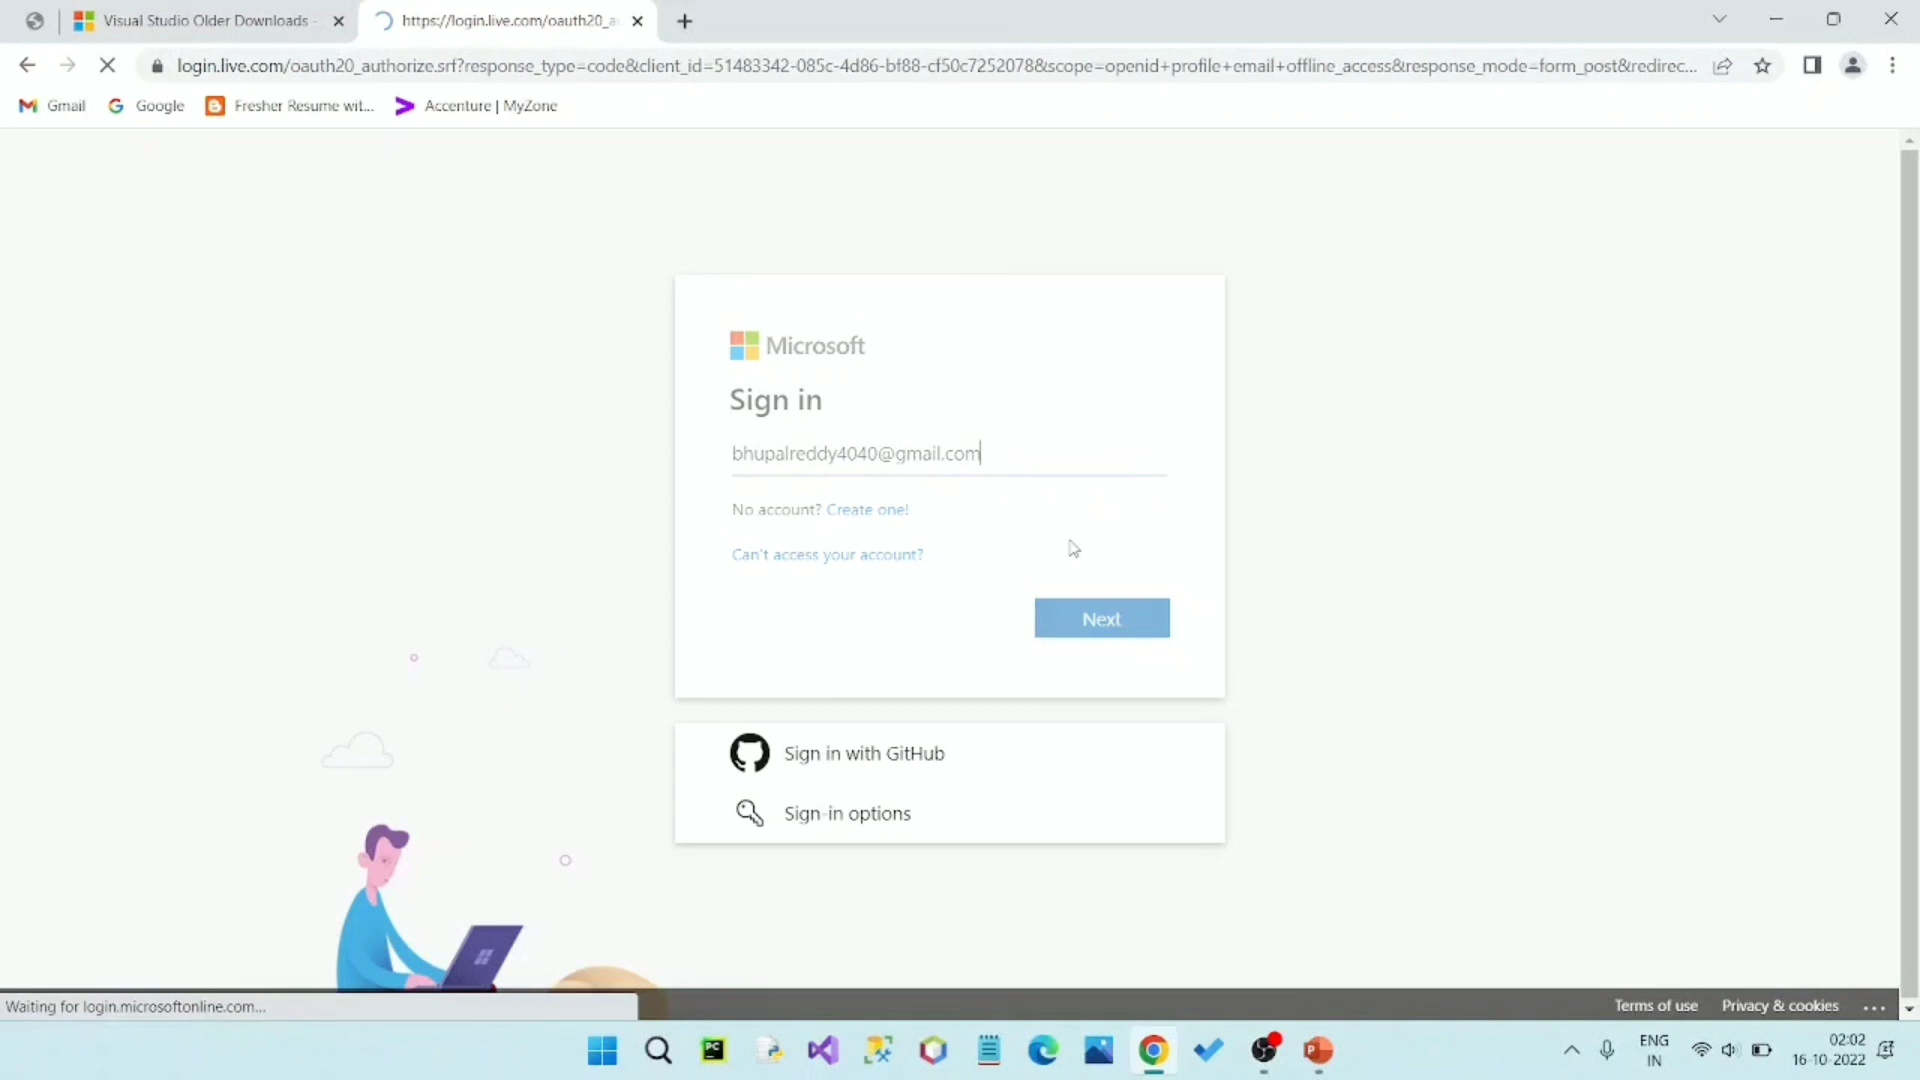 Visual Studio Older Downloads -
https://login.live.com/oauth20_a
login.live.com/oauth20_authorize.srf?response_type=code&client_id=51483342-085c-4d86-bf88-cf50c7252078&scope=openid+profile+email+offline_access&response_mode=form_post&redirec...
Gmail
Google
Fresher Resume wit...
Accenture | MyZone
Microsoft
Sign in
bhupalreddy4040@gmail.com
No account? Create one!
Can't access your account?
Next
Sign in with GitHub
Sign-in options
Waiting for login.microsoftonline.com...
Terms of use
Privacy & cookies
...
PC
ENG
IN
02:02
16-10-2022